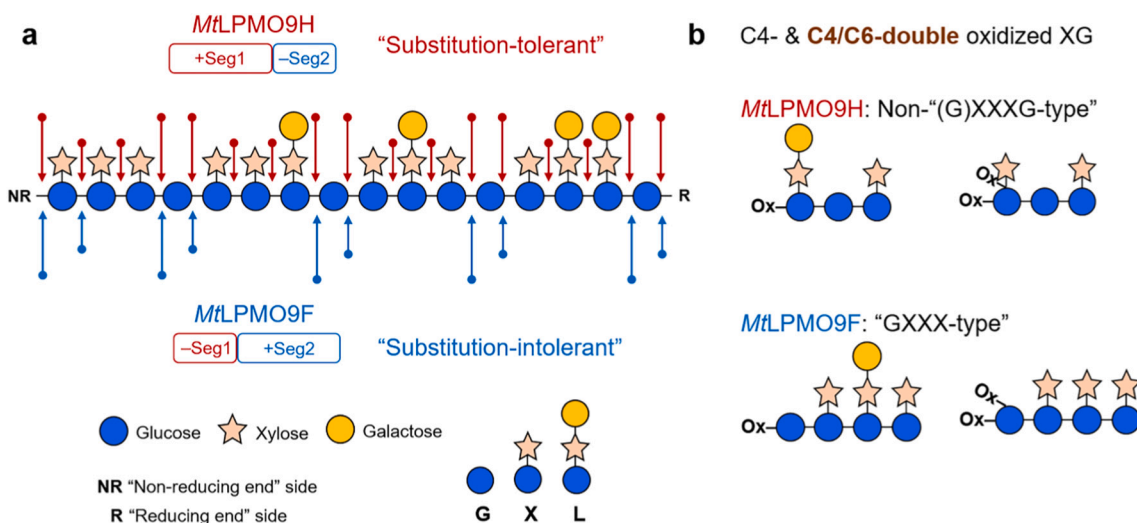 a
MtLPMO9H
+Seg1 –Seg2
“Substitution-tolerant”
NR
R
MtLPMO9F
–Seg1 +Seg2
“Substitution-intolerant”
Glucose Xylose Galactose
NR “Non-reducing end” side
R “Reducing end” side
G X L
b
C4- & C4/C6-double oxidized XG
MtLPMO9H: Non-“(G)XXXG-type”
Ox
Ox
Ox
MtLPMO9F: “GXXX-type”
Ox
Ox
Ox